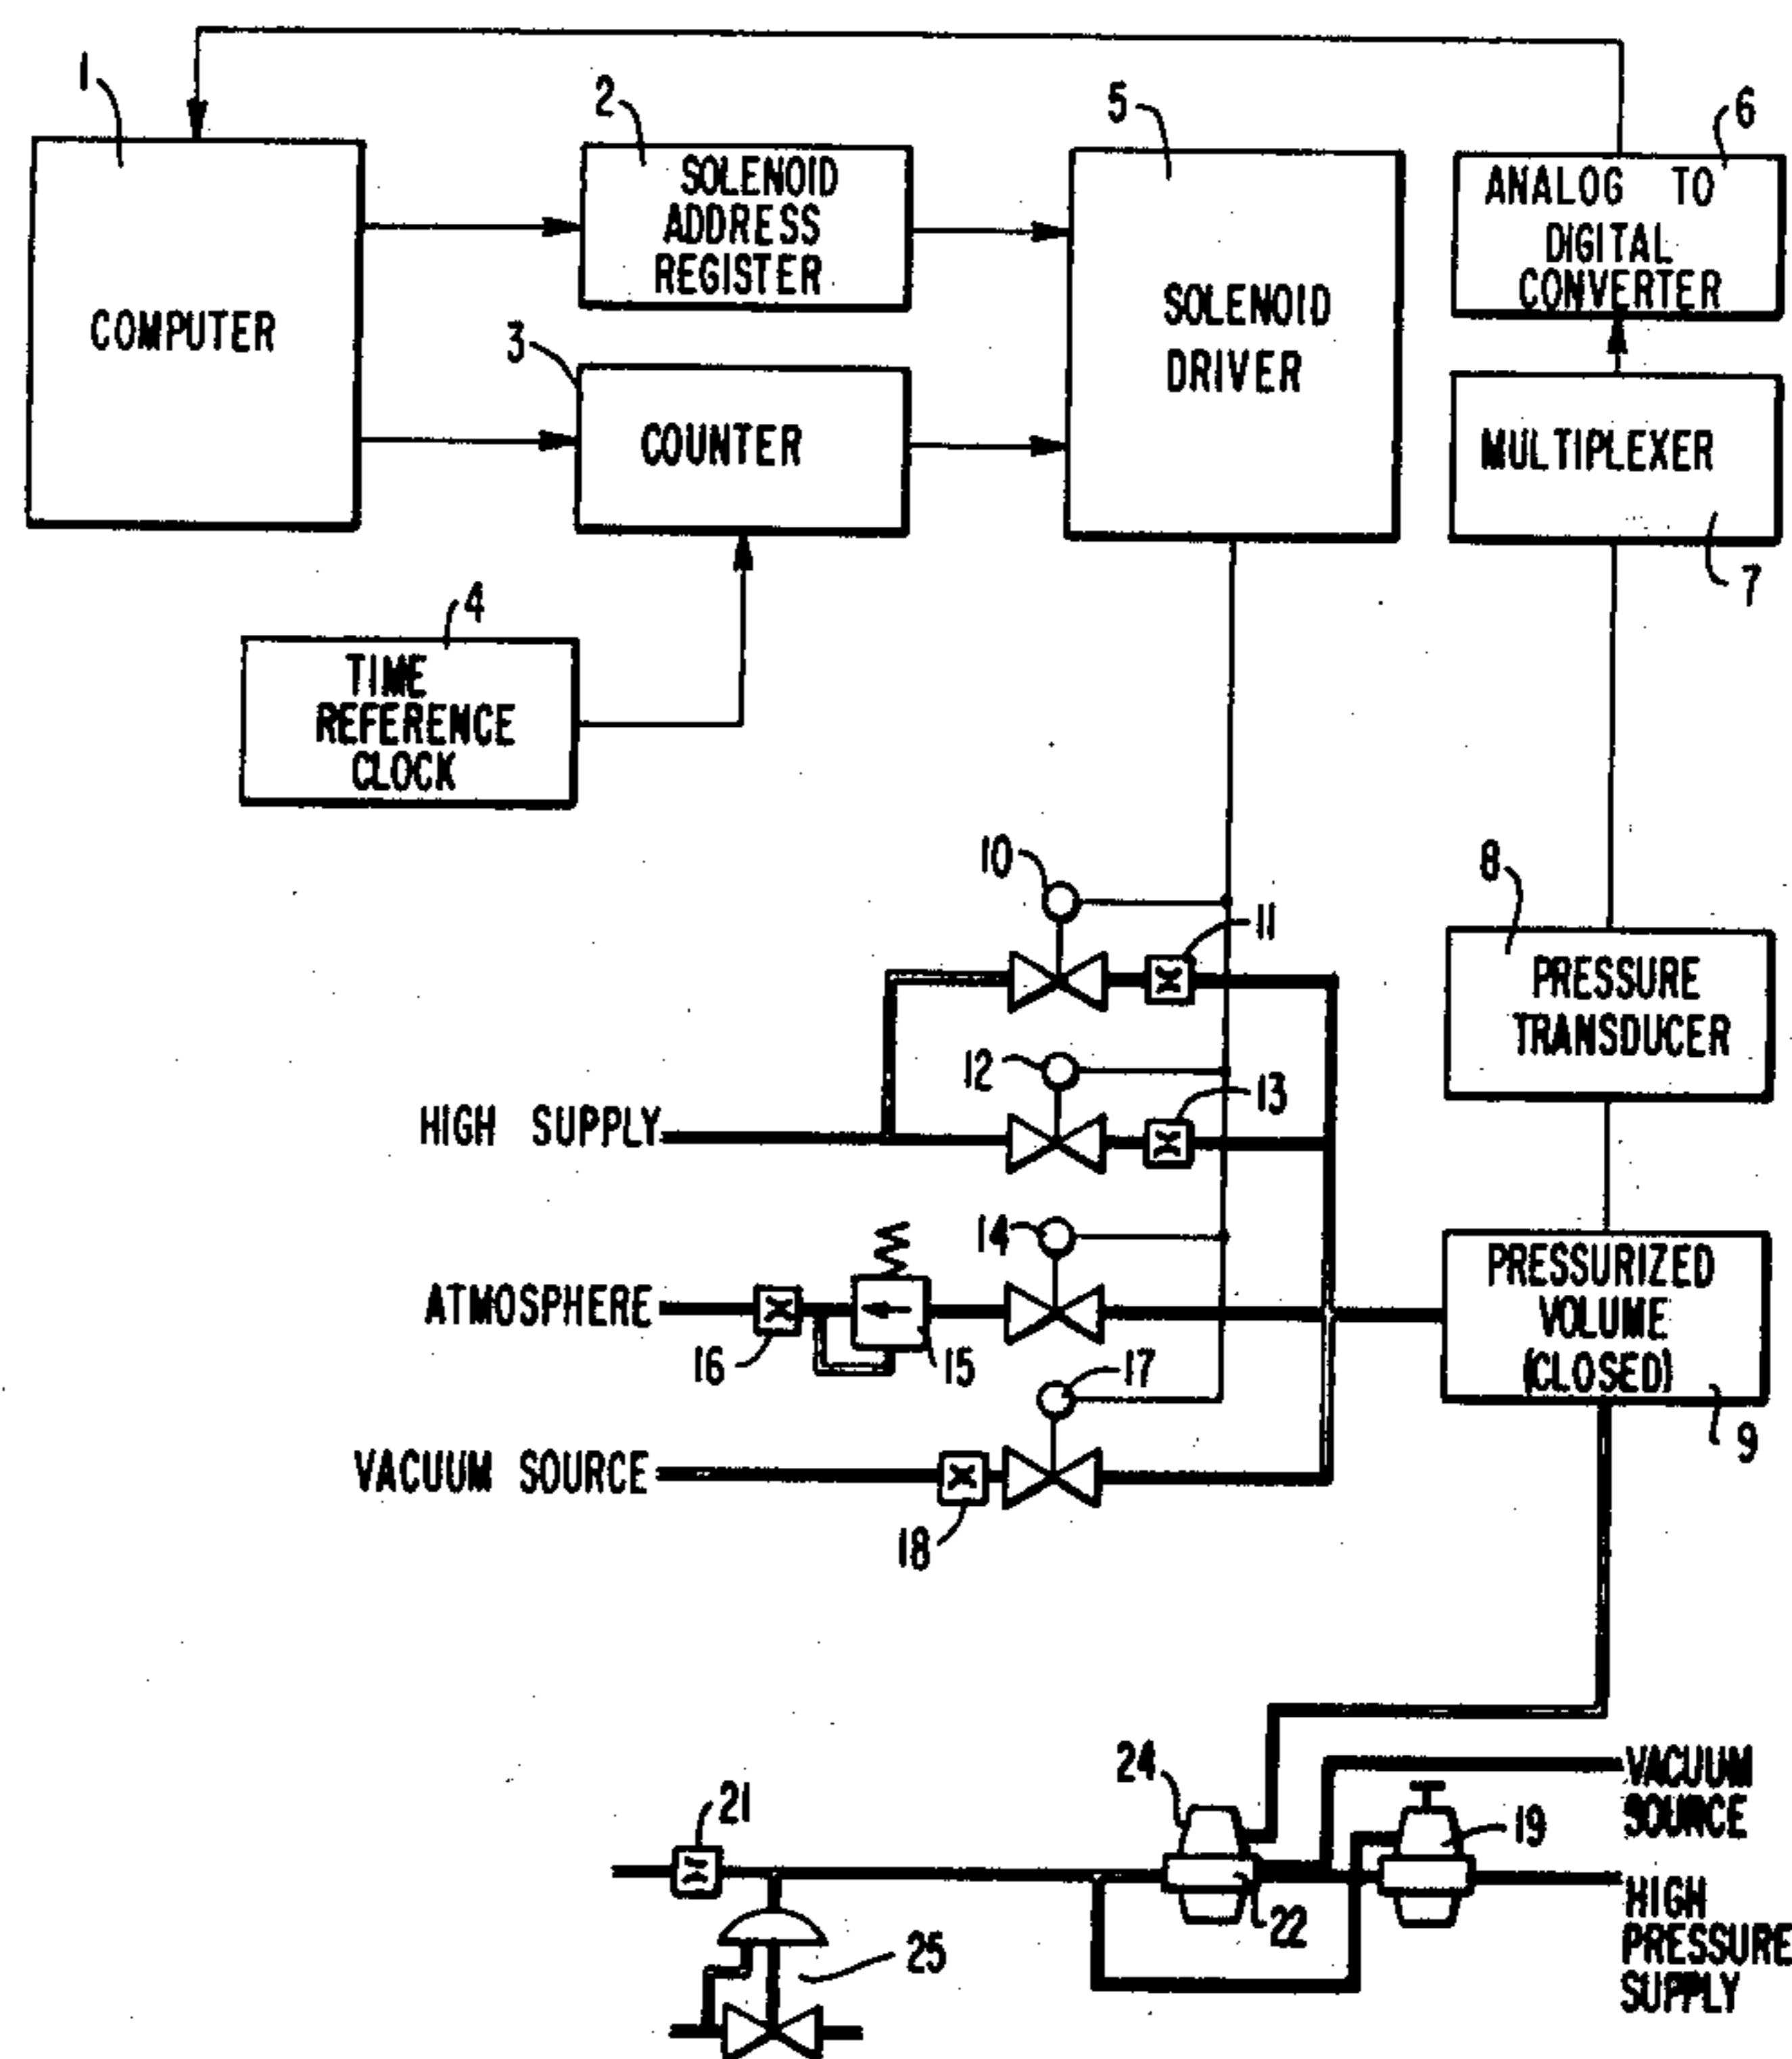 1
2
5
6
SOLENOID
ADDRESS
REGISTER
ANALOG TO
DIGITAL
CONVERTER
COMPUTER
3
SOLENOID
DRIVER
COUNTER
MULTIPLEXER
4
7
TIME
REFERENCE
CLOCK
10
8
11
PRESSURE
TRANSDUCER
12
13
HIGH SUPPLY
14
PRESSURIZED
VOLUME
(CLOSED)
ATMOSPHERE
16
15
17
9
VACUUM SOURCE
18
24
VACUUM
SOURCE
21
19
22
HIGH
PRESSURE
SUPPLY
25